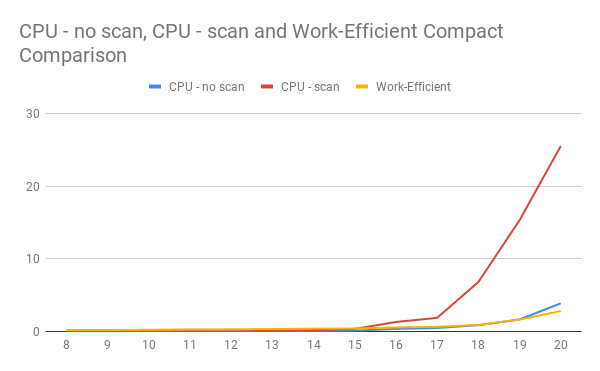 CPU - no scan, CPU - scan and Work-Efficient Compact
Comparison
CPU - no scan CPU - scan Work-Efficient
30
20
10
0
8 9 10 11 12 13 14 15 16 17 18 19 20